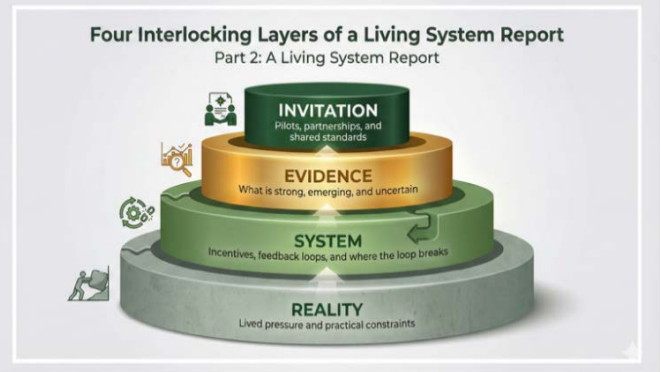 Four Interlocking Layers of a Living System Report
Part 2: A Living System Report
INVITATION
Pilots, partnerships, and
shared standards
EVIDENCE
What is strong, emerging, and uncertain
SYSTEM
Incentives, feedback loops, and where the loop breaks
REALITY
Lived pressure and practical constraints